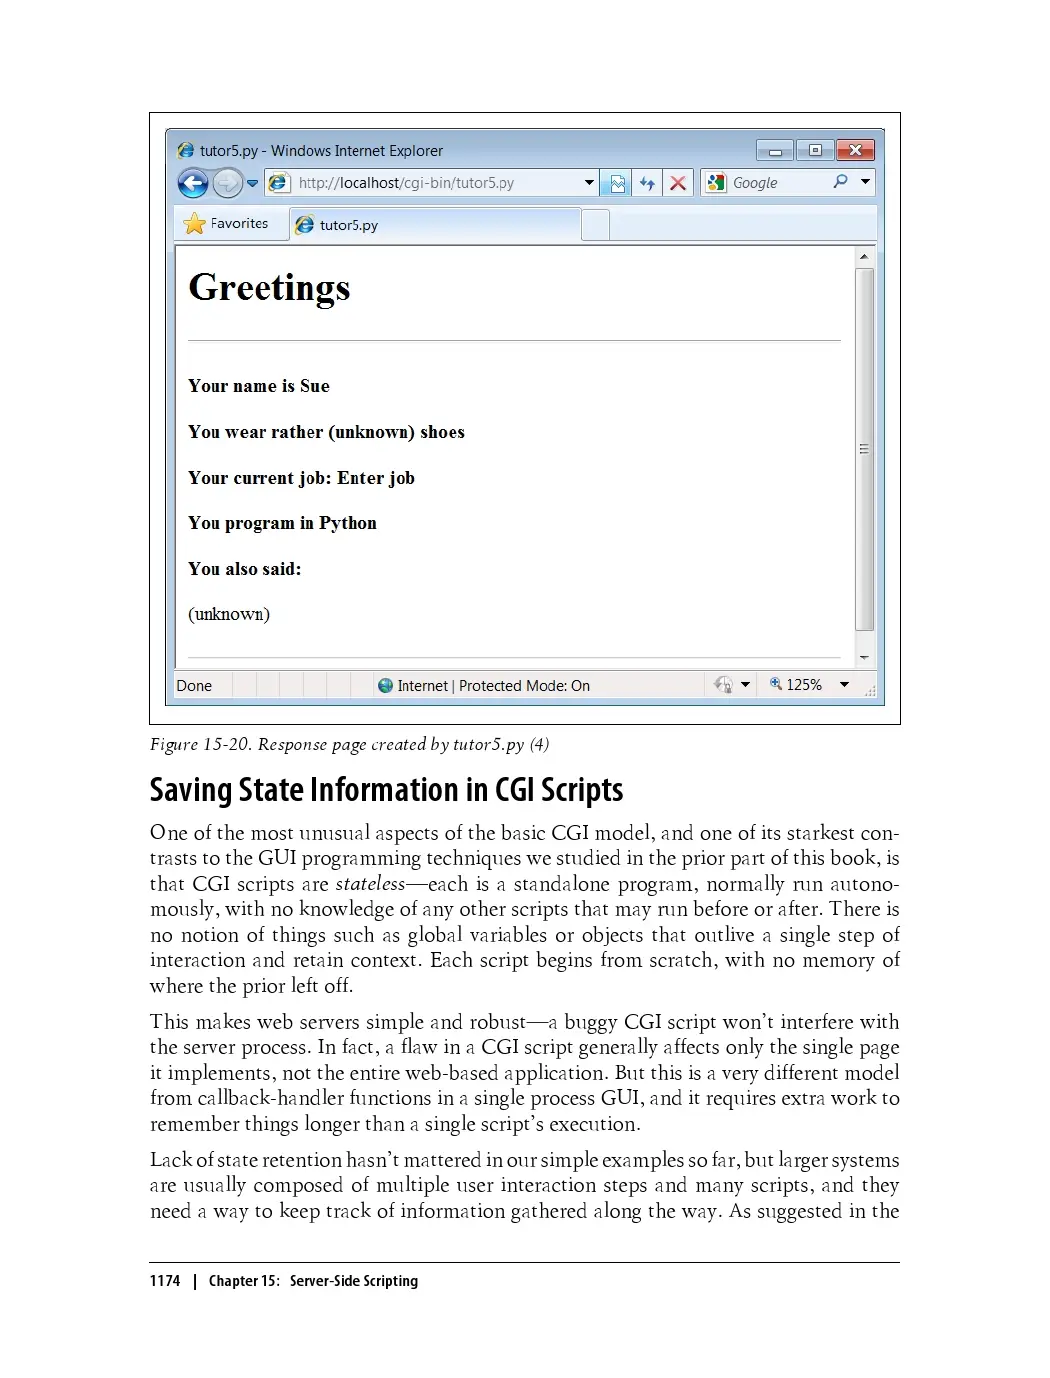 tutor5.py - Windows Internet Explorer
http://localhost/cgi-bin/tutor5.py
Google
Favorites
tutor5.py
Greetings
Your name is Sue
You wear rather (unknown) shoes
Your current job: Enter job
You program in Python
You also said:
(unknown)
Done
Internet | Protected Mode: On
125%
Figure 15-20. Response page created by tutor5.py (4)
Saving State Information in CGI Scripts
One of the most unusual aspects of the basic CGI model, and one of its starkest con-
trasts to the GUI programming techniques we studied in the prior part of this book, is
that CGI scripts are stateless—each is a standalone program, normally run autono-
mously, with no knowledge of any other scripts that may run before or after. There is
no notion of things such as global variables or objects that outlive a single step of
interaction and retain context. Each script begins from scratch, with no memory of
where the prior left off.
This makes web servers simple and robust—a buggy CGI script won’t interfere with
the server process. In fact, a flaw in a CGI script generally affects only the single page
it implements, not the entire web-based application. But this is a very different model
from callback-handler functions in a single process GUI, and it requires extra work to
remember things longer than a single script’s execution.
Lack of state retention hasn’t mattered in our simple examples so far, but larger systems
are usually composed of multiple user interaction steps and many scripts, and they
need a way to keep track of information gathered along the way. As suggested in the
1174 | Chapter 15: Server-Side Scripting